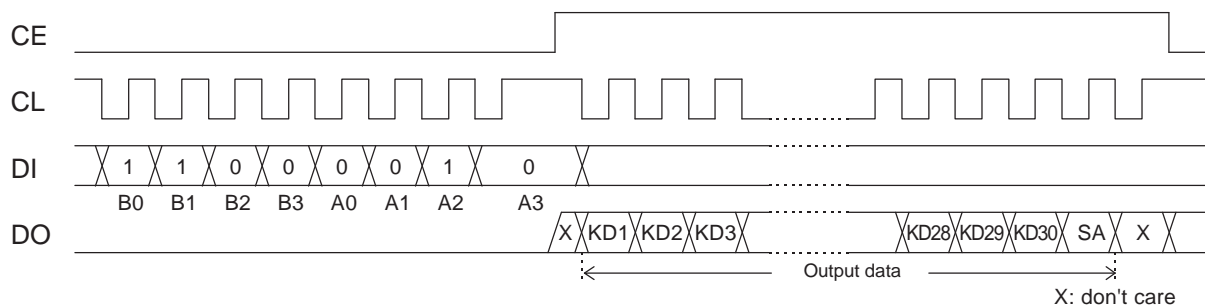 CE
CL
DI 1 1 0 0 0 0 1 0
B0 B1 B2 B3 A0 A1 A2 A3
DO X KD1 KD2 KD3 KD28 KD29 KD30 SA X
Output data
X: don't care